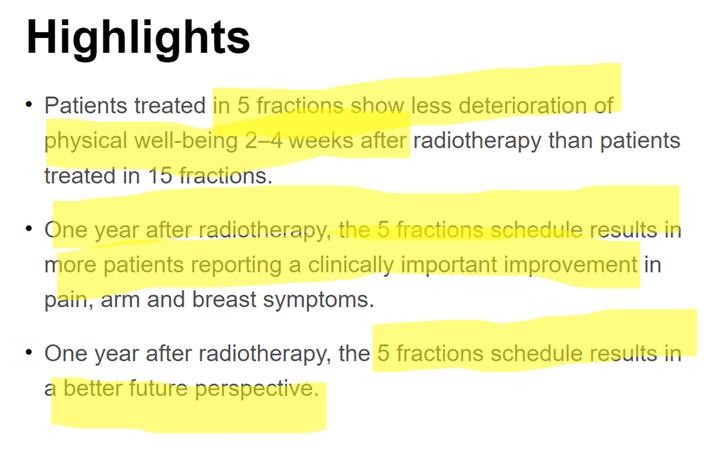 Highlights
• Patients treated in 5 fractions show less deterioration of
physical well-being 2–4 weeks after radiotherapy than patients
treated in 15 fractions.
• One year after radiotherapy, the 5 fractions schedule results in
more patients reporting a clinically important improvement in
pain, arm and breast symptoms.
• One year after radiotherapy, the 5 fractions schedule results in
a better future perspective.